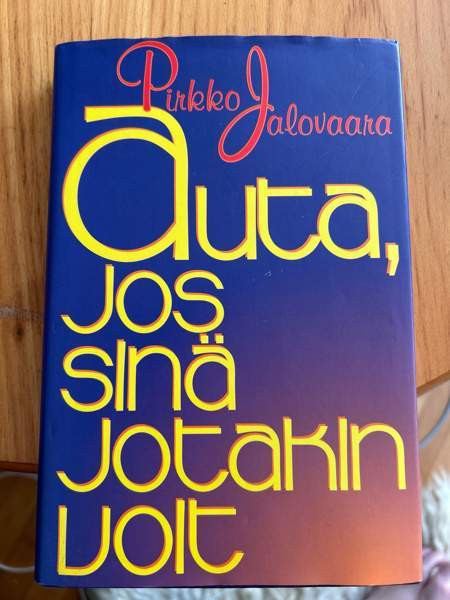 Pirkko Jalovaara
Auta,
jos
sinä
jotakin
voit